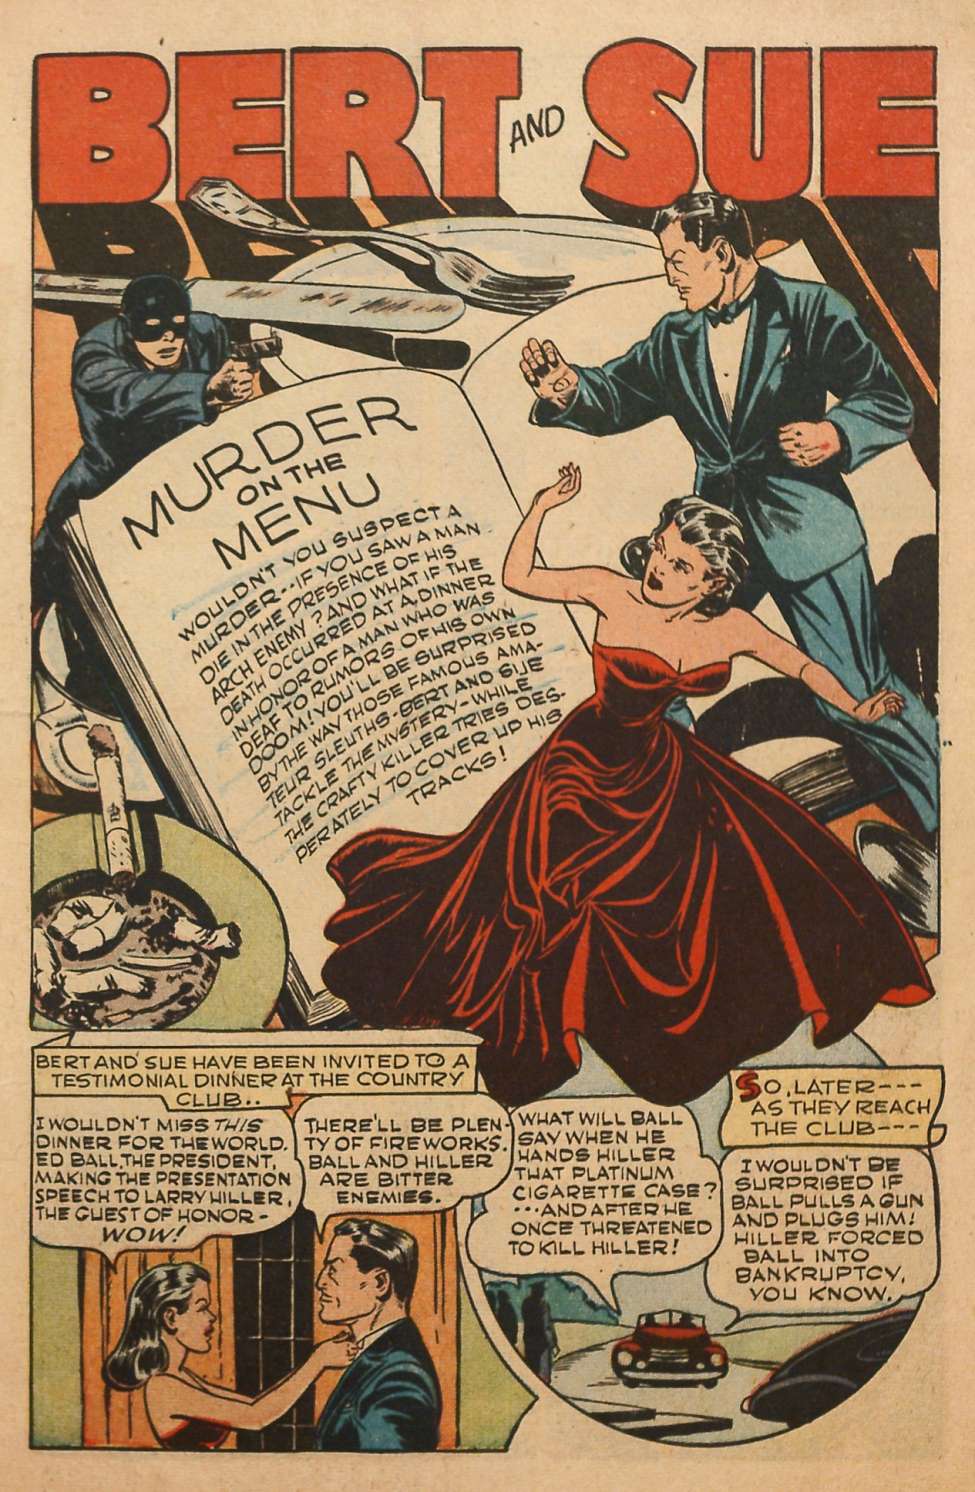 BERT AND SUE
MURDER
ON THE
MENU
WOULDN'T YOU SUSPECT A
MURDER--IF YOU SAW A MAN
DIE IN THE PRESENCE OF HIS
ARCH ENEMY? AND WHAT IF THE
DEATH OCCURRED AT A DINNER
IN HONOR OF A MAN WHO WAS
DEAF TO RUMORS OF HIS OWN
DOOM! YOU'LL BE SURPRISED
BY THE WAY THOSE FAMOUS AMA-
TEUR SLEUTHS-BERT AND SUE
TACKLE THE MYSTERY-WHILE
THE CRAFTY KILLER TRIES DES-
PERATELY TO COVER UP HIS
TRACKS!
BERT AND SUE HAVE BEEN INVITED TO A
TESTIMONIAL DINNER AT THE COUNTRY
CLUB..
I WOULDN'T MISS THIS
DINNER FOR THE WORLD.
ED BALL, THE PRESIDENT,
MAKING THE PRESENTATION
SPEECH TO LARRY HILLER,
THE GUEST OF HONOR-
WOW!
THERE'LL BE PLEN-
TY OF FIREWORKS.
BALL AND HILLER
ARE BITTER
ENEMIES.
WHAT WILL BALL
SAY WHEN HE
HANDS HILLER
THAT PLATINUM
CIGARETTE CASE?
...AND AFTER HE
ONCE THREATENED
TO KILL HILLER!
SO, LATER---
AS THEY REACH
THE CLUB---
I WOULDN'T BE
SURPRISED IF
BALL PULLS A GUN
AND PLUGS HIM!
HILLER FORCED
BALL INTO
BANKRUPTCY,
YOU KNOW.